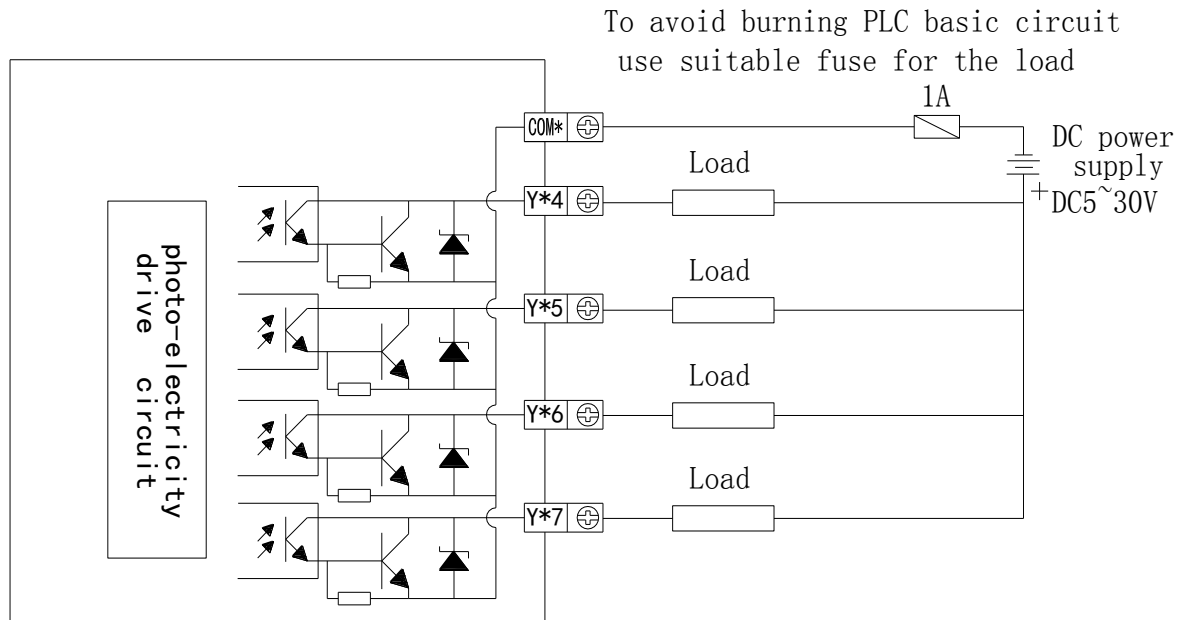 To avoid burning PLC basic circuit
use suitable fuse for the load
1A
COM*
DC power
supply
+
DC5~30V
Load
Y*4
Load
Y*5
Load
Y*6
Load
Y*7
photo-electricity
drive circuit